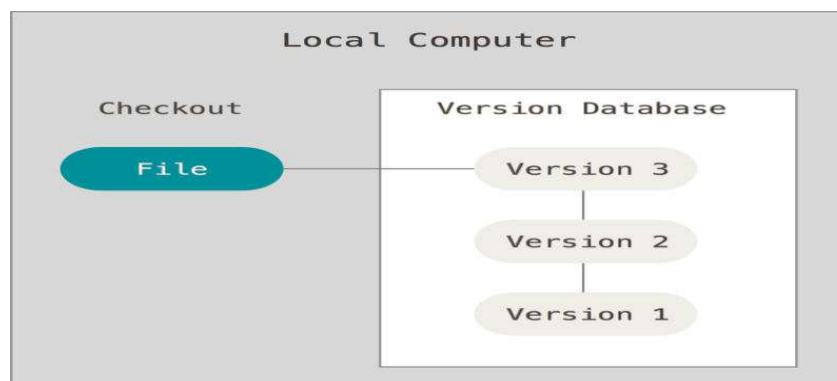 Local Computer
Checkout
Version Database
File
Version 3
Version 2
Version 1